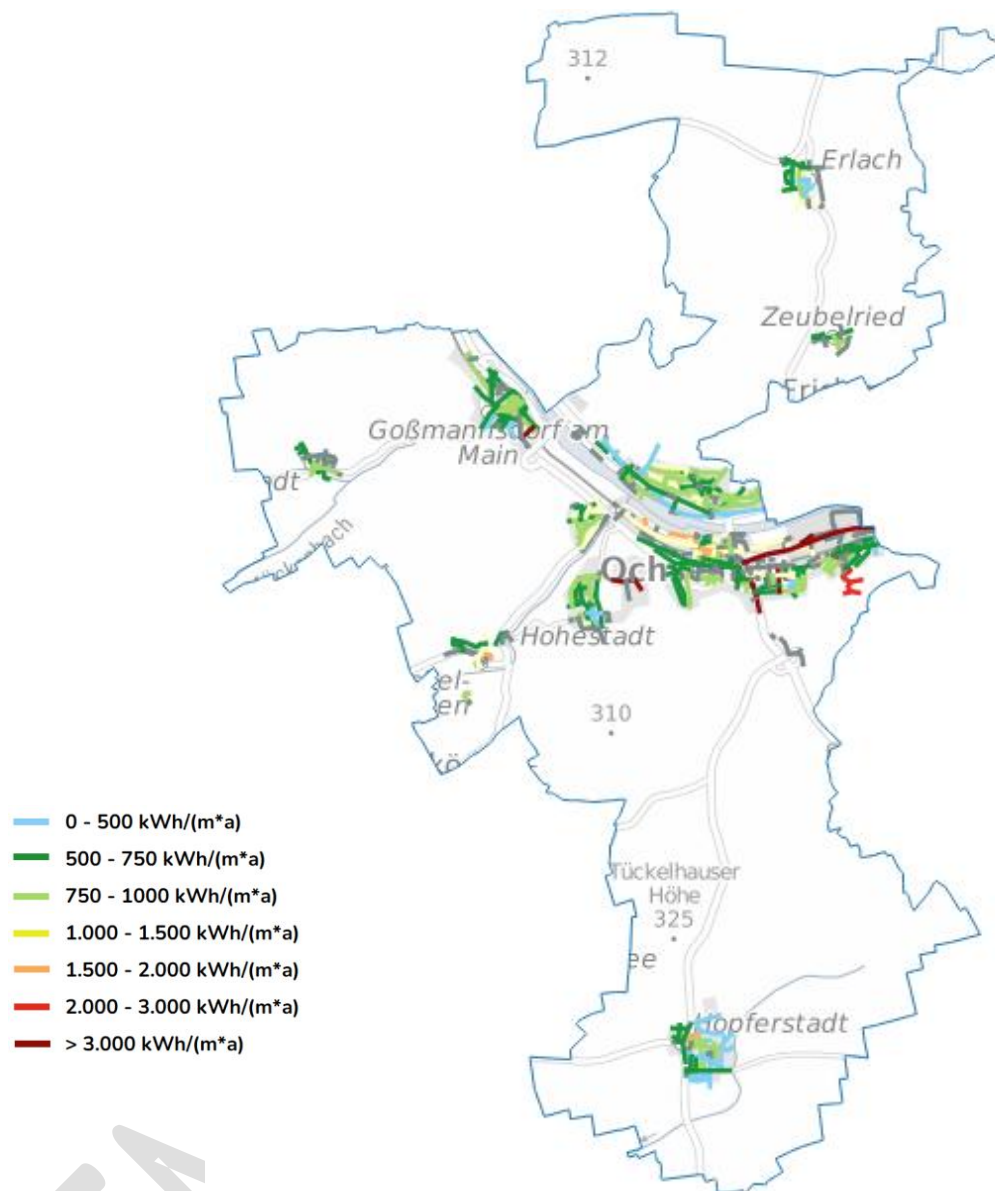 312
Erlach
Zeubelried
Goßmannsdorf am
Main
Hohestadt
310
0 - 500 kWh/(m*a)
500 - 750 kWh/(m*a)
750 - 1000 kWh/(m*a)
1.000 - 1.500 kWh/(m*a)
1.500 - 2.000 kWh/(m*a)
2.000 - 3.000 kWh/(m*a)
> 3.000 kWh/(m*a)
Tückelhauser
Höhe
325
Hopferstadt